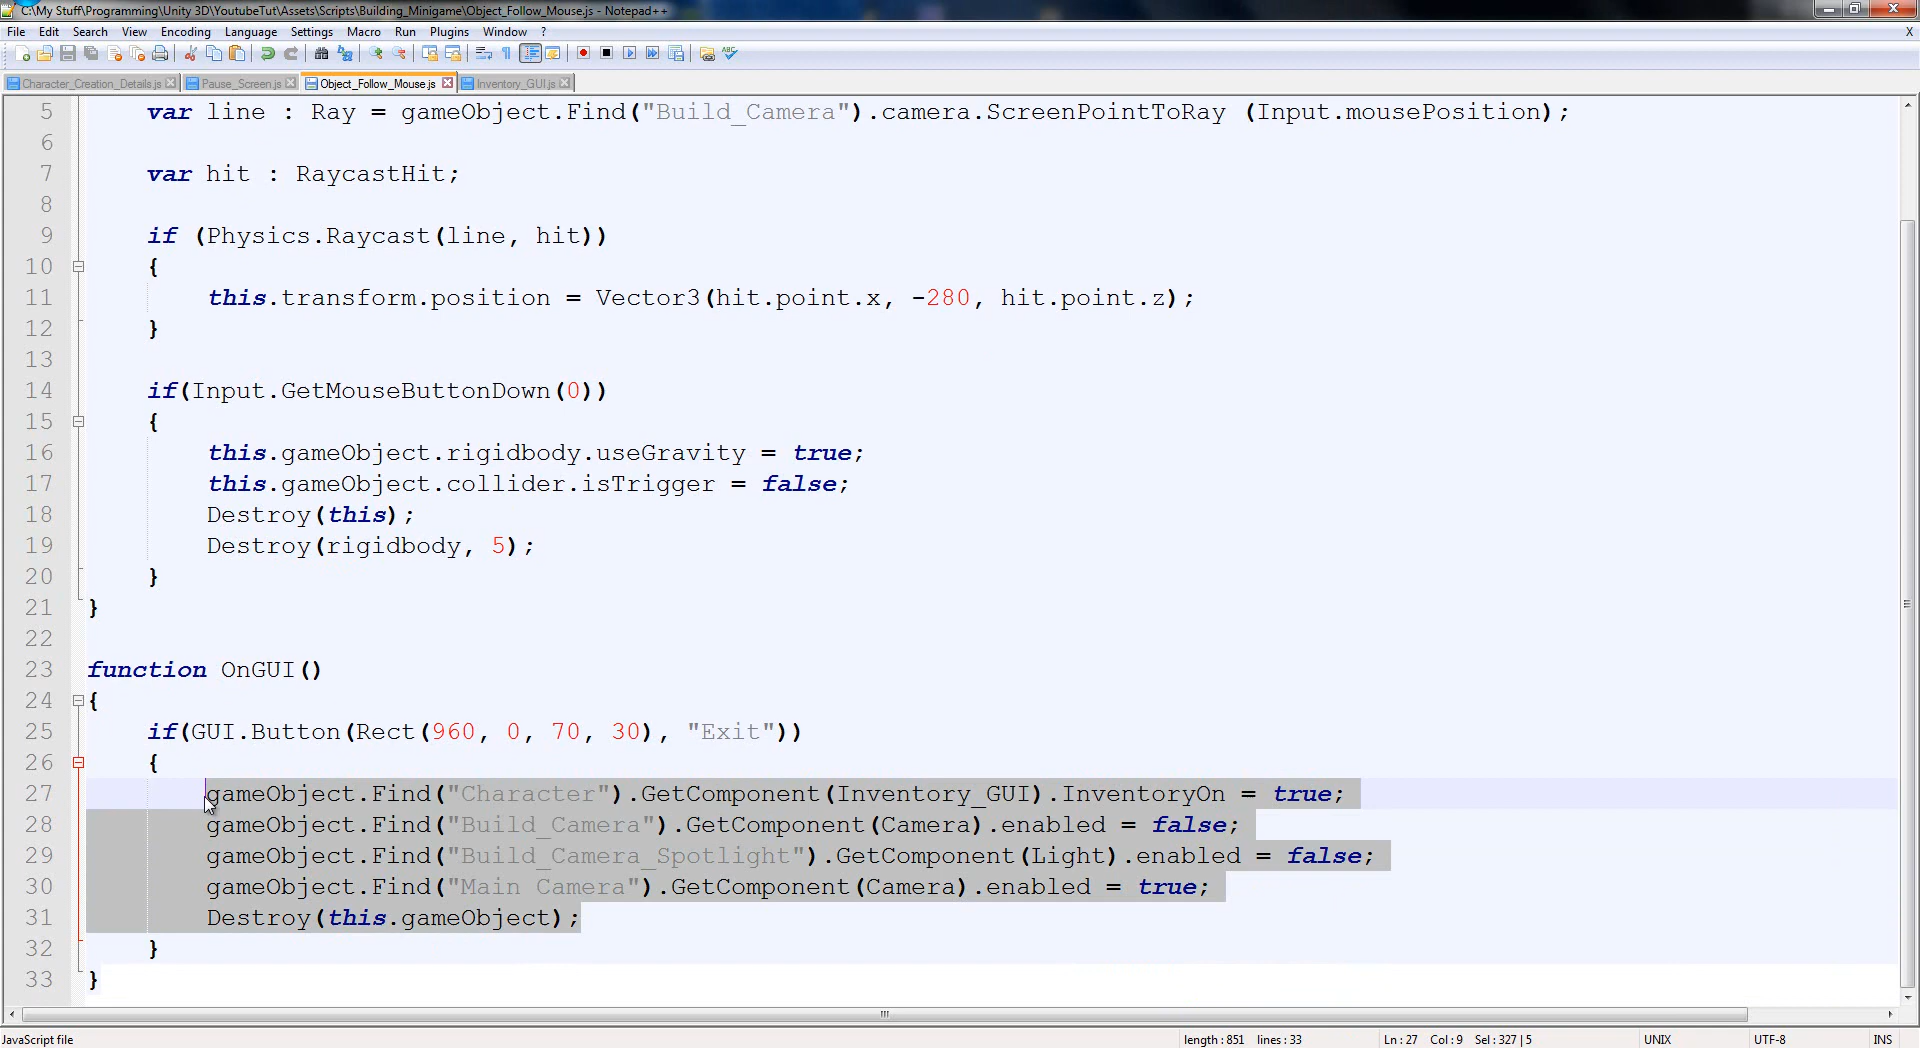 C:\My Stuff\Programming\Unity 3D\YoutubeTut\Assets\Scripts\Building_Minigame\Object_Follow_Mouse.js - Notepad++
File Edit Search View Encoding Language Settings Macro Run Plugins Window ? X
Character_Creation_Details.js Pause_Screen.js Object_Follow_Mouse.js Inventory_GUI.js
5 var line : Ray = gameObject.Find("Build_Camera").camera.ScreenPointToRay (Input.mousePosition);
6
7 var hit : RaycastHit;
8
9 if (Physics.Raycast(line, hit))
10 {
11 this.transform.position = Vector3(hit.point.x, -280, hit.point.z);
12 }
13
14 if(Input.GetMouseButtonDown(0))
15 {
16 this.gameObject.rigidbody.useGravity = true;
17 this.gameObject.collider.isTrigger = false;
18 Destroy(this);
19 Destroy(rigidbody, 5);
20 }
21 }
22
23 function OnGUI()
24 {
25 if(GUI.Button(Rect(960, 0, 70, 30), "Exit"))
26 {
27 gameObject.Find("Character").GetComponent(Inventory_GUI).InventoryOn = true;
28 gameObject.Find("Build_Camera").GetComponent(Camera).enabled = false;
29 gameObject.Find("Build_Camera_Spotlight").GetComponent(Light).enabled = false;
30 gameObject.Find("Main Camera").GetComponent(Camera).enabled = true;
31 Destroy(this.gameObject);
32 }
33 }
JavaScript file length : 851 lines : 33 Ln : 27 Col : 9 Sel : 327 | 5 UNIX UTF-8 INS